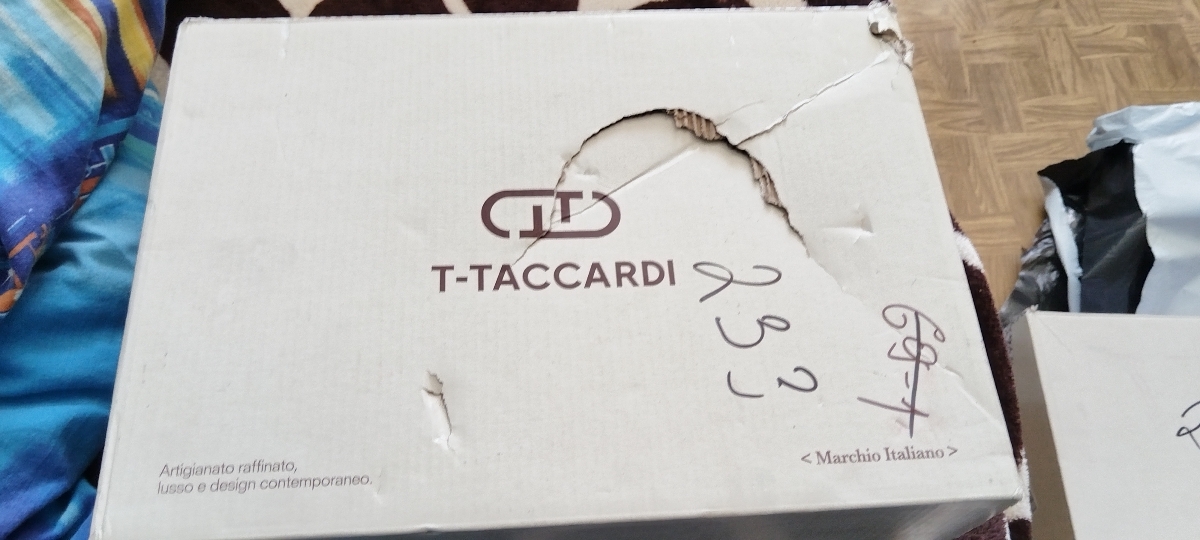 T-TACCARDI
Artigianato raffinato,
lusso e design contemporaneo.
< Marchio Italiano >